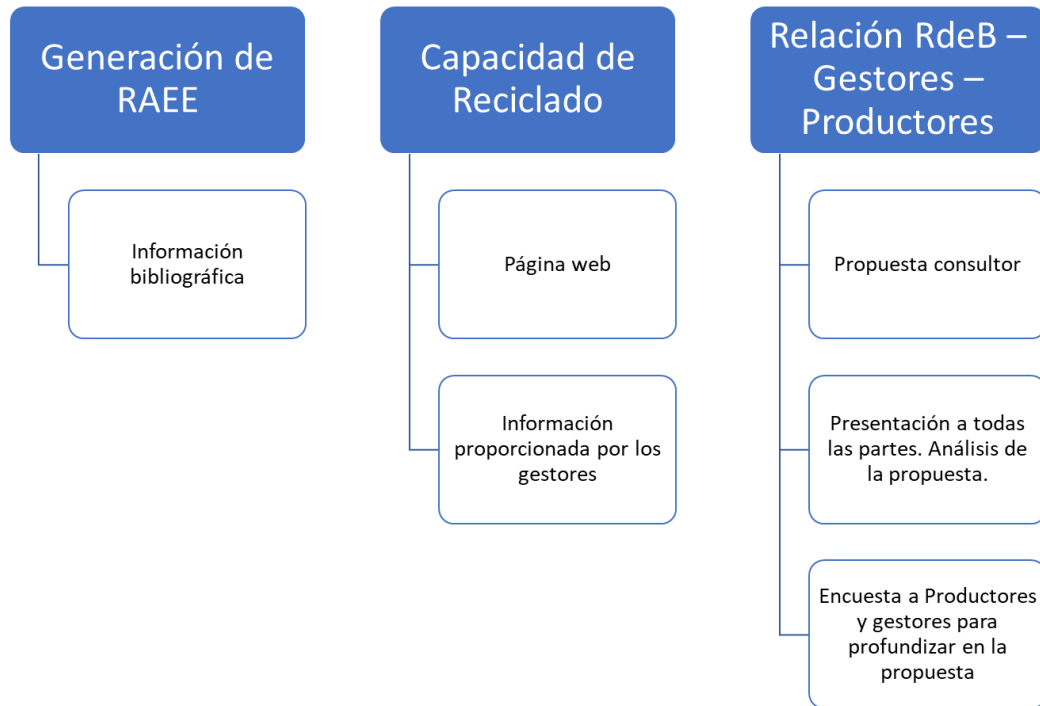 Generación de
RAEE
Información
bibliográfica
Capacidad de
Reciclado
Página web
Información
proporcionada por los
gestores
Relación RdeB –
Gestores –
Productores
Propuesta consultor
Presentación a todas
las partes. Análisis de
la propuesta.
Encuesta a Productores
y gestores para
profundizar en la
propuesta